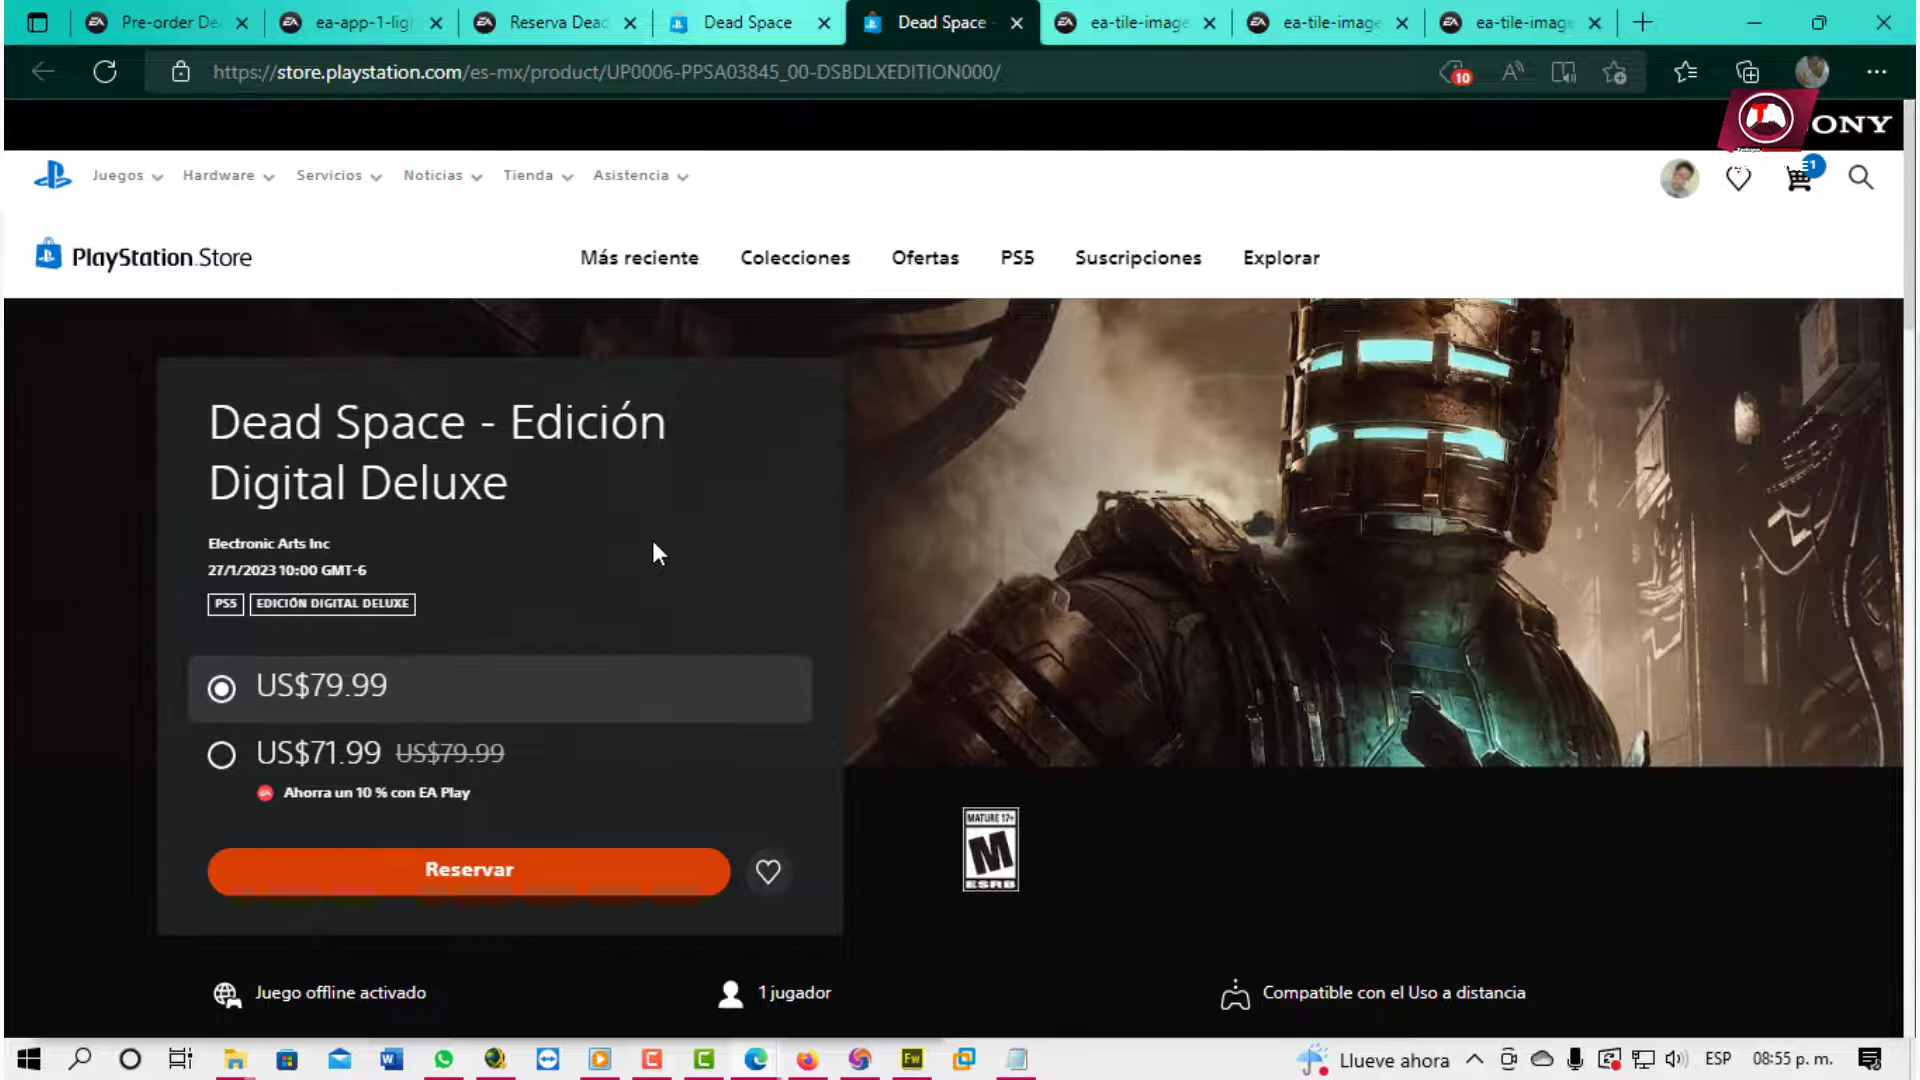 Pre-order De
ea-app-1-ligh
Reserva Dead
Dead Space
Dead Space -
ea-tile-image
ea-tile-image
ea-tile-image
https://store.playstation.com/es-mx/product/UP0006-PPSA03845_00-DSBDLXEDITION000/
10
ONY
Juegos
Hardware
Servicios
Noticias
Tienda
Asistencia
1
PlayStation Store
Más reciente
Colecciones
Ofertas
PS5
Suscripciones
Explorar
Dead Space - Edición
Digital Deluxe
Electronic Arts Inc
27/1/2023 10:00 GMT-6
PS5
EDICIÓN DIGITAL DELUXE
US$79.99
US$71.99 US$79.99
Ahorra un 10 % con EA Play
Reservar
MATURE 17+
M
ESRB
Juego offline activado
1 jugador
Compatible con el Uso a distancia
Llueve ahora
ESP
08:55 p. m.